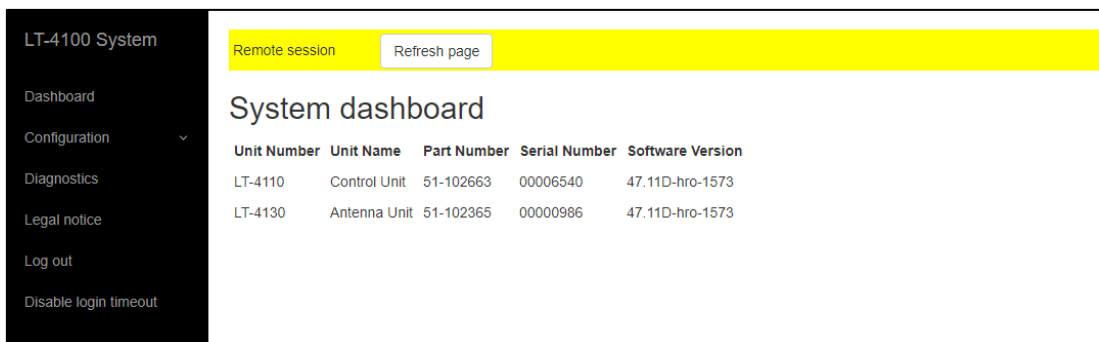 LT-4100 System
Dashboard
Configuration
Diagnostics
Legal notice
Log out
Disable login timeout
Remote session Refresh page
System dashboard
Unit Number Unit Name Part Number Serial Number Software Version
LT-4110 Control Unit 51-102663 00006540 47.11D-hro-1573
LT-4130 Antenna Unit 51-102365 00000986 47.11D-hro-1573